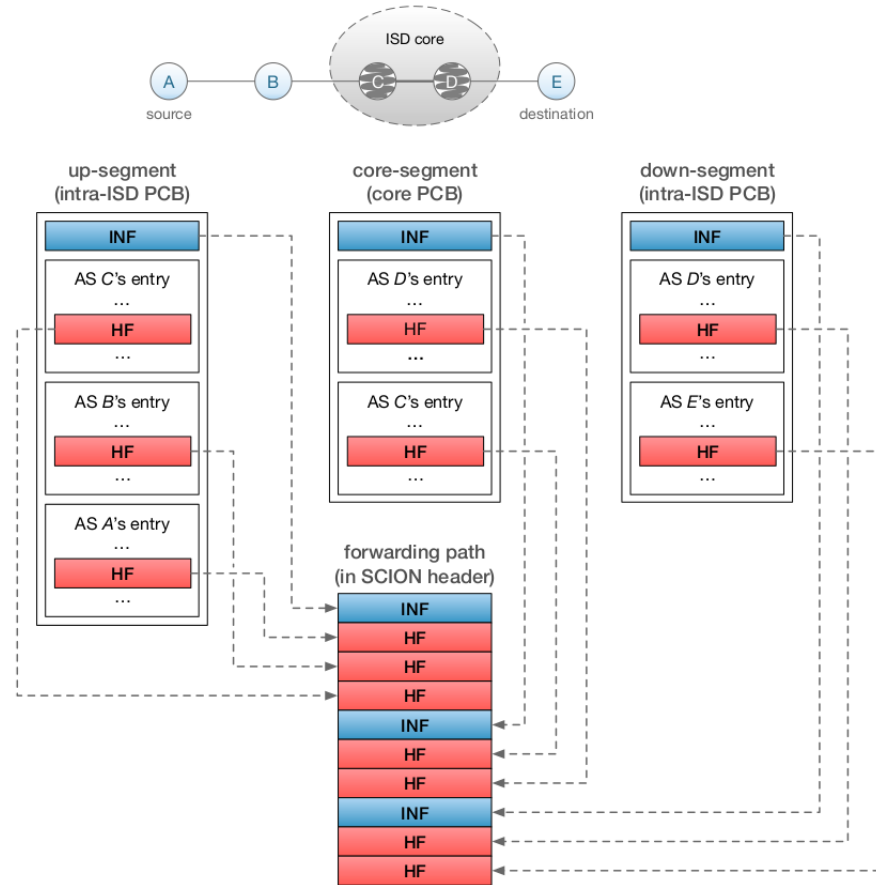 ISD core
A
B
C
D
E
source
destination
up-segment
(intra-ISD PCB)
INF
AS C's entry
...
HF
...
AS B's entry
...
HF
...
AS A's entry
...
HF
...
core-segment
(core PCB)
INF
AS D's entry
...
HF
...
AS C's entry
...
HF
...
down-segment
(intra-ISD PCB)
INF
AS D's entry
...
HF
...
AS E's entry
...
HF
...
forwarding path
(in SCION header)
INF
HF
HF
HF
INF
HF
HF
INF
HF
HF